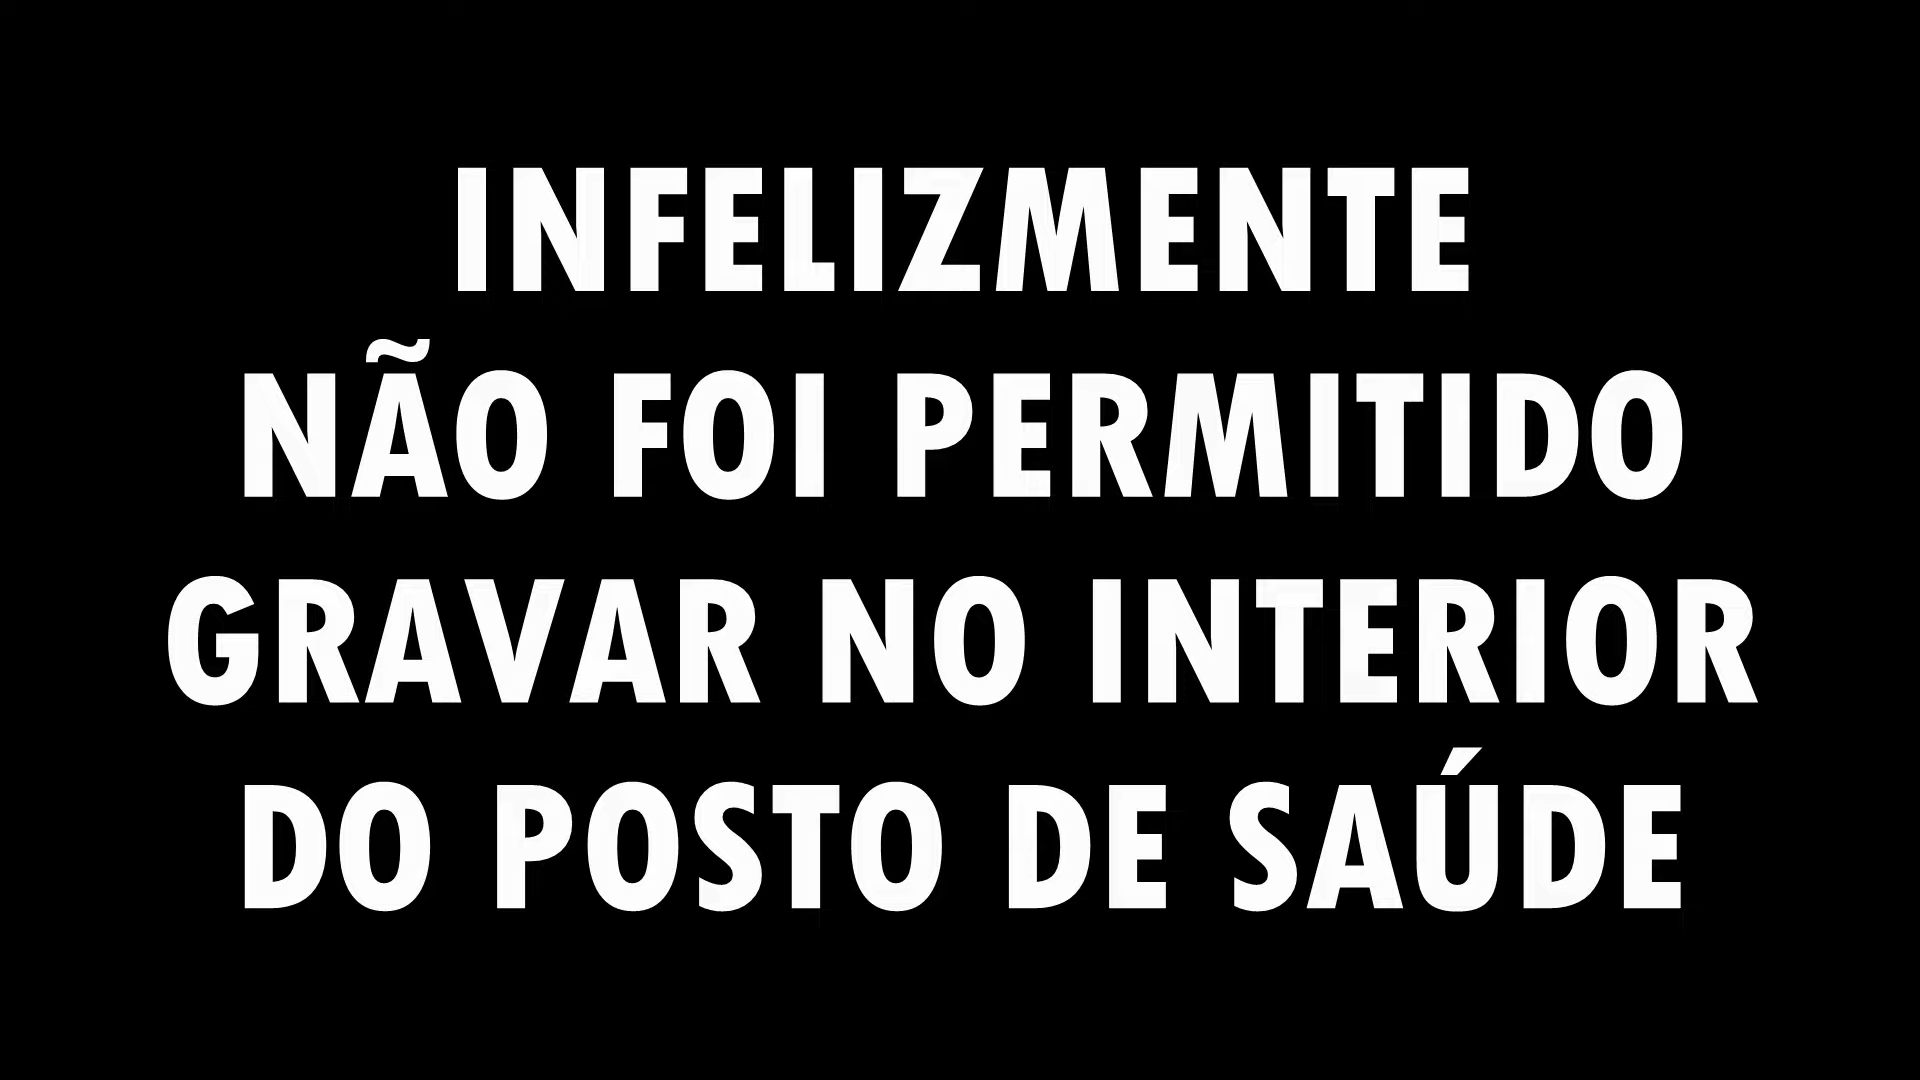 INFELIZMENTE
NÃO FOI PERMITIDO
GRAVAR NO INTERIOR
DO POSTO DE SAÚDE